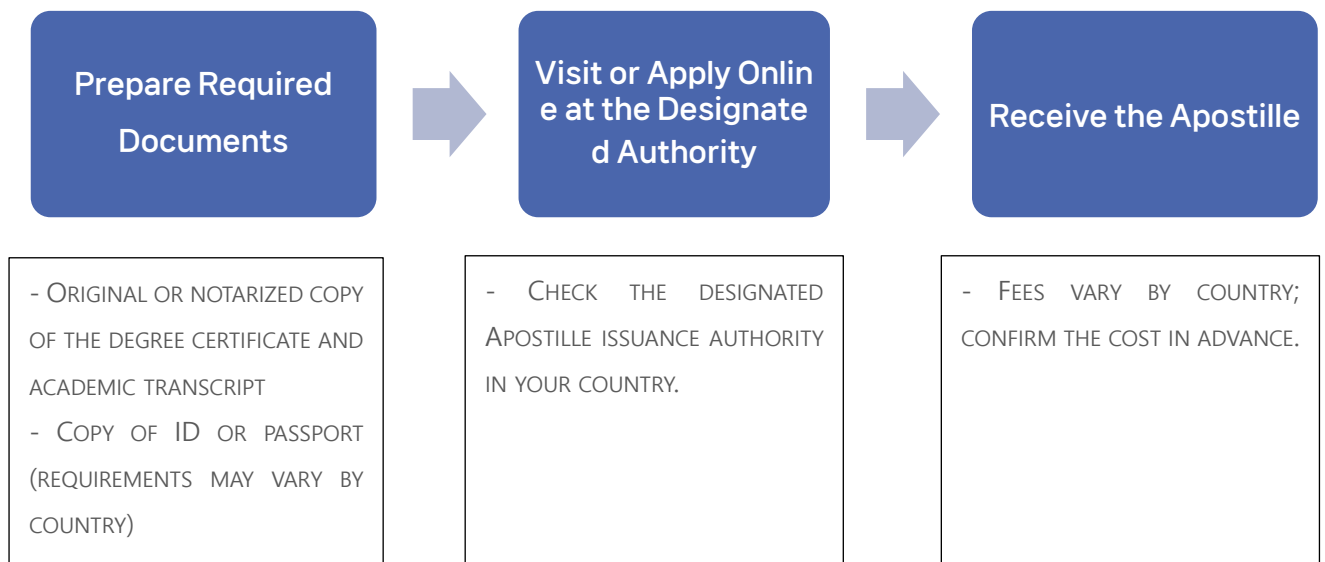 Prepare Required
Documents
Visit or Apply Onlin
e at the Designate
d Authority
Receive the Apostille
- ORIGINAL OR NOTARIZED COPY
OF THE DEGREE CERTIFICATE AND
ACADEMIC TRANSCRIPT
- COPY OF ID OR PASSPORT
(REQUIREMENTS MAY VARY BY
COUNTRY)
- CHECK THE DESIGNATED
APOSTILLE ISSUANCE AUTHORITY
IN YOUR COUNTRY.
- FEES VARY BY COUNTRY;
CONFIRM THE COST IN ADVANCE.